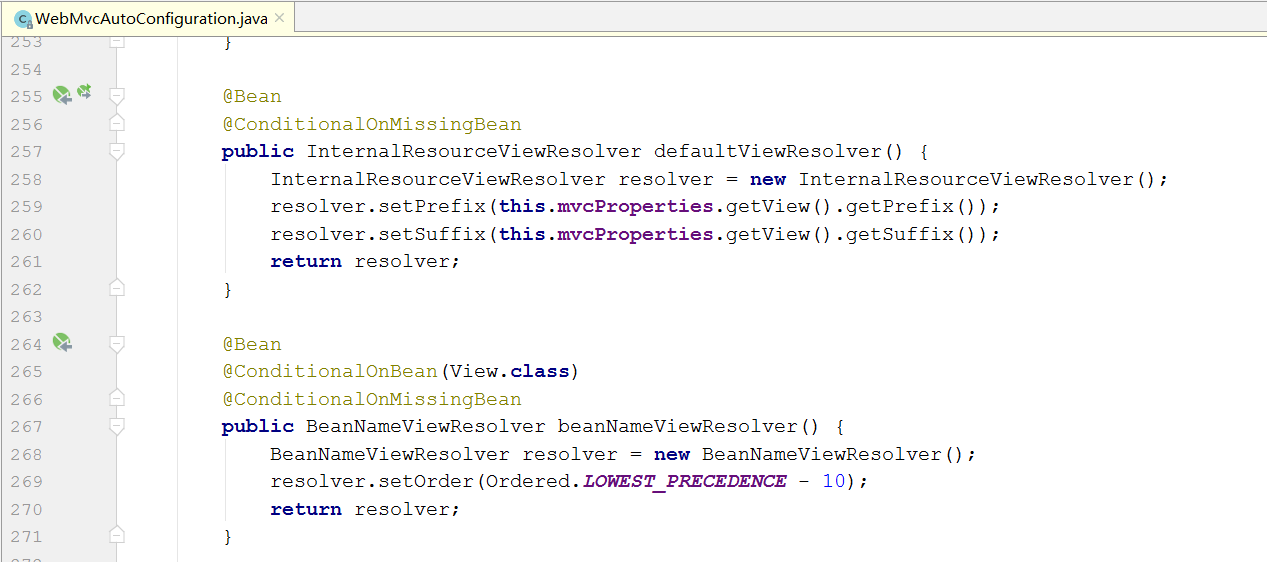 WebMvcAutoConfiguration.java
253 }
254
255 @Bean
256 @ConditionalOnMissingBean
257 public InternalResourceViewResolver defaultViewResolver() {
258 InternalResourceViewResolver resolver = new InternalResourceViewResolver();
259 resolver.setPrefix(this.mvcProperties.getView().getPrefix());
260 resolver.setSuffix(this.mvcProperties.getView().getSuffix());
261 return resolver;
262 }
263
264 @Bean
265 @ConditionalOnBean(View.class)
266 @ConditionalOnMissingBean
267 public BeanNameViewResolver beanNameViewResolver() {
268 BeanNameViewResolver resolver = new BeanNameViewResolver();
269 resolver.setOrder(Ordered.LOWEST_PRECEDENCE - 10);
270 return resolver;
271 }